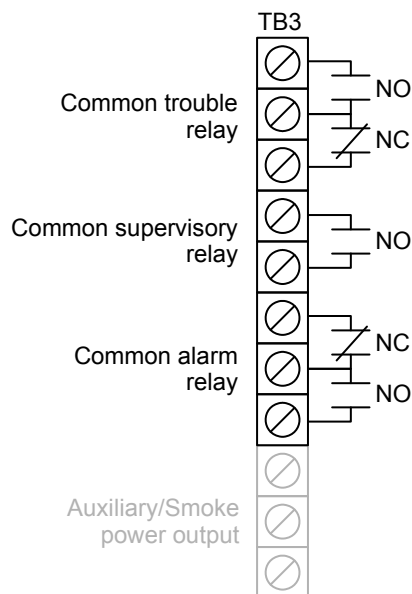 TB3
NO
Common trouble
relay
NC
Common supervisory
relay
NO
NC
Common alarm
relay
NO
Auxiliary/Smoke
power output